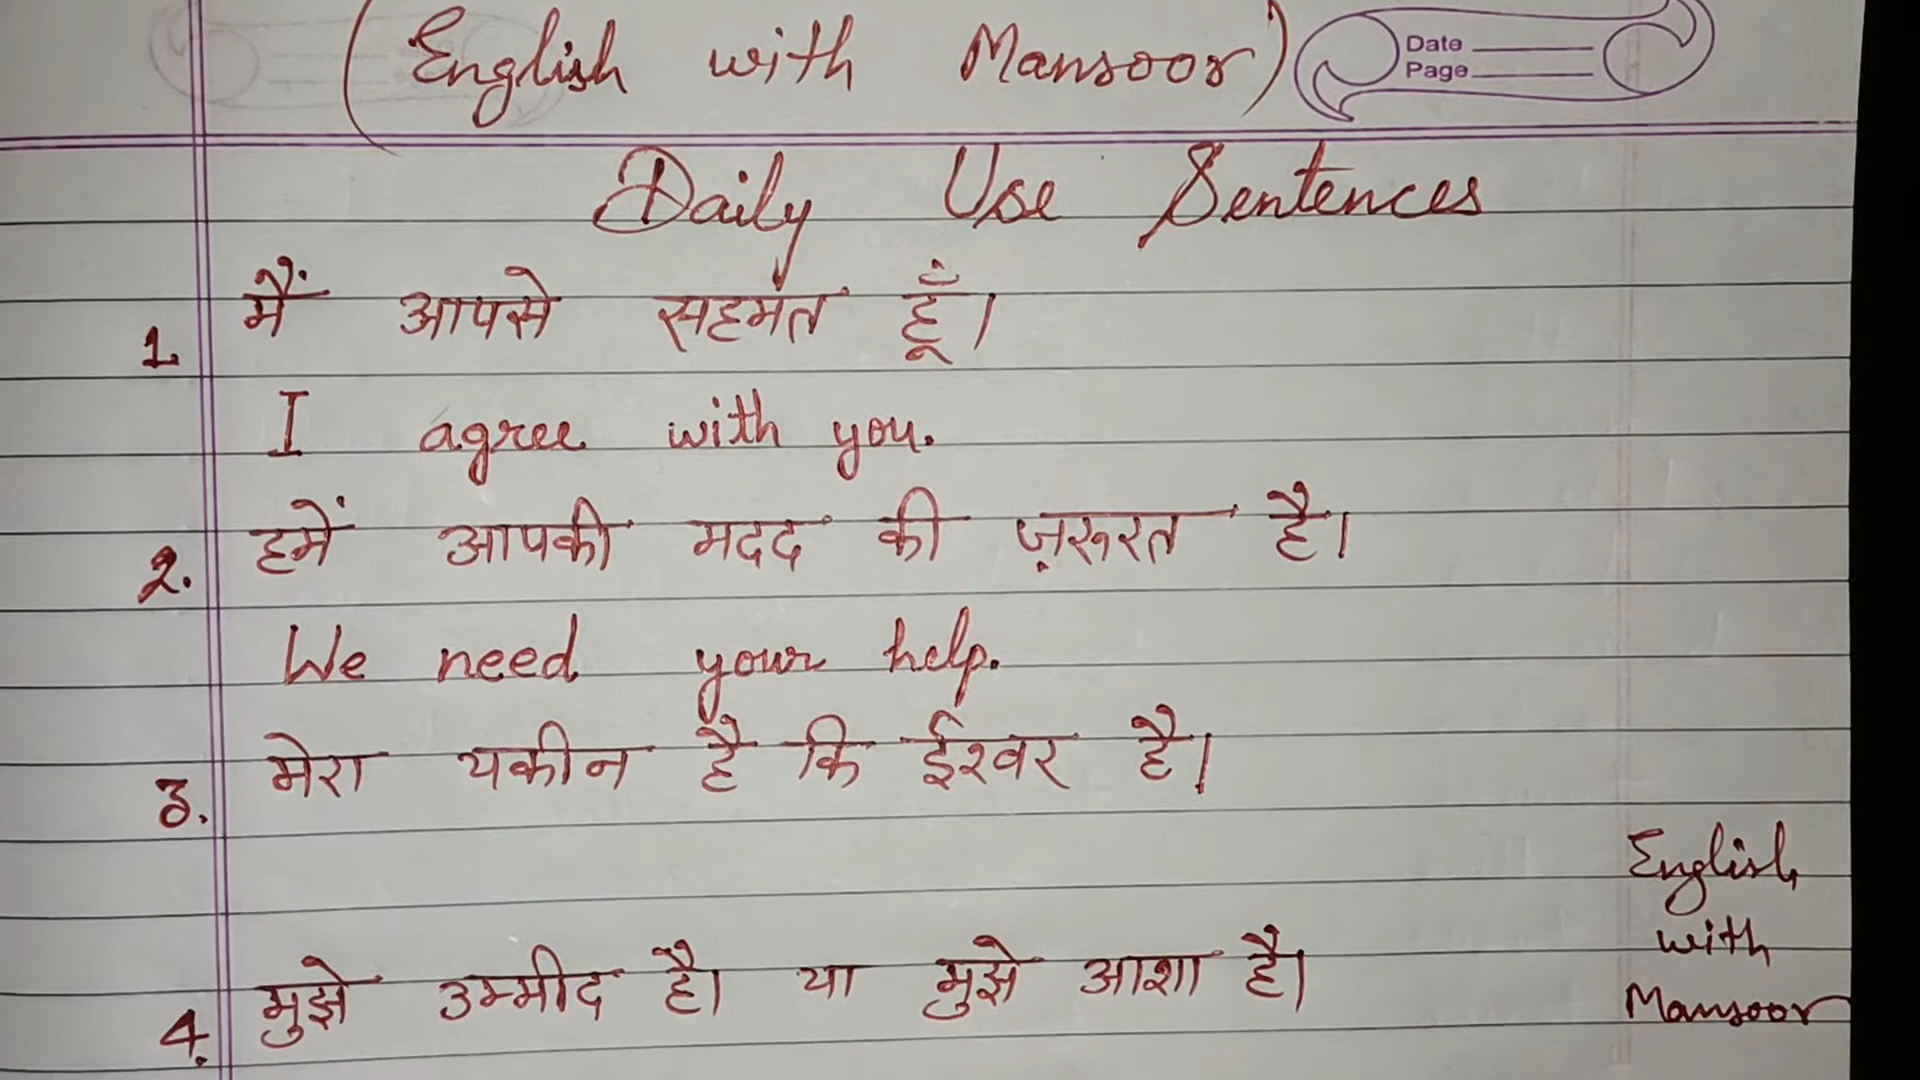 (English with Mansoor)
Date
Page
Daily Use Sentences
1. मैं आपसे सहमत हूँ।
I agree with you.
2. हमें आपकी मदद की ज़रूरत है।
We need your help.
3. मेरा यकीन है कि ईश्वर है।
4. मुझे उम्मीद है। या मुझे आशा है।
English
with
Mansoor